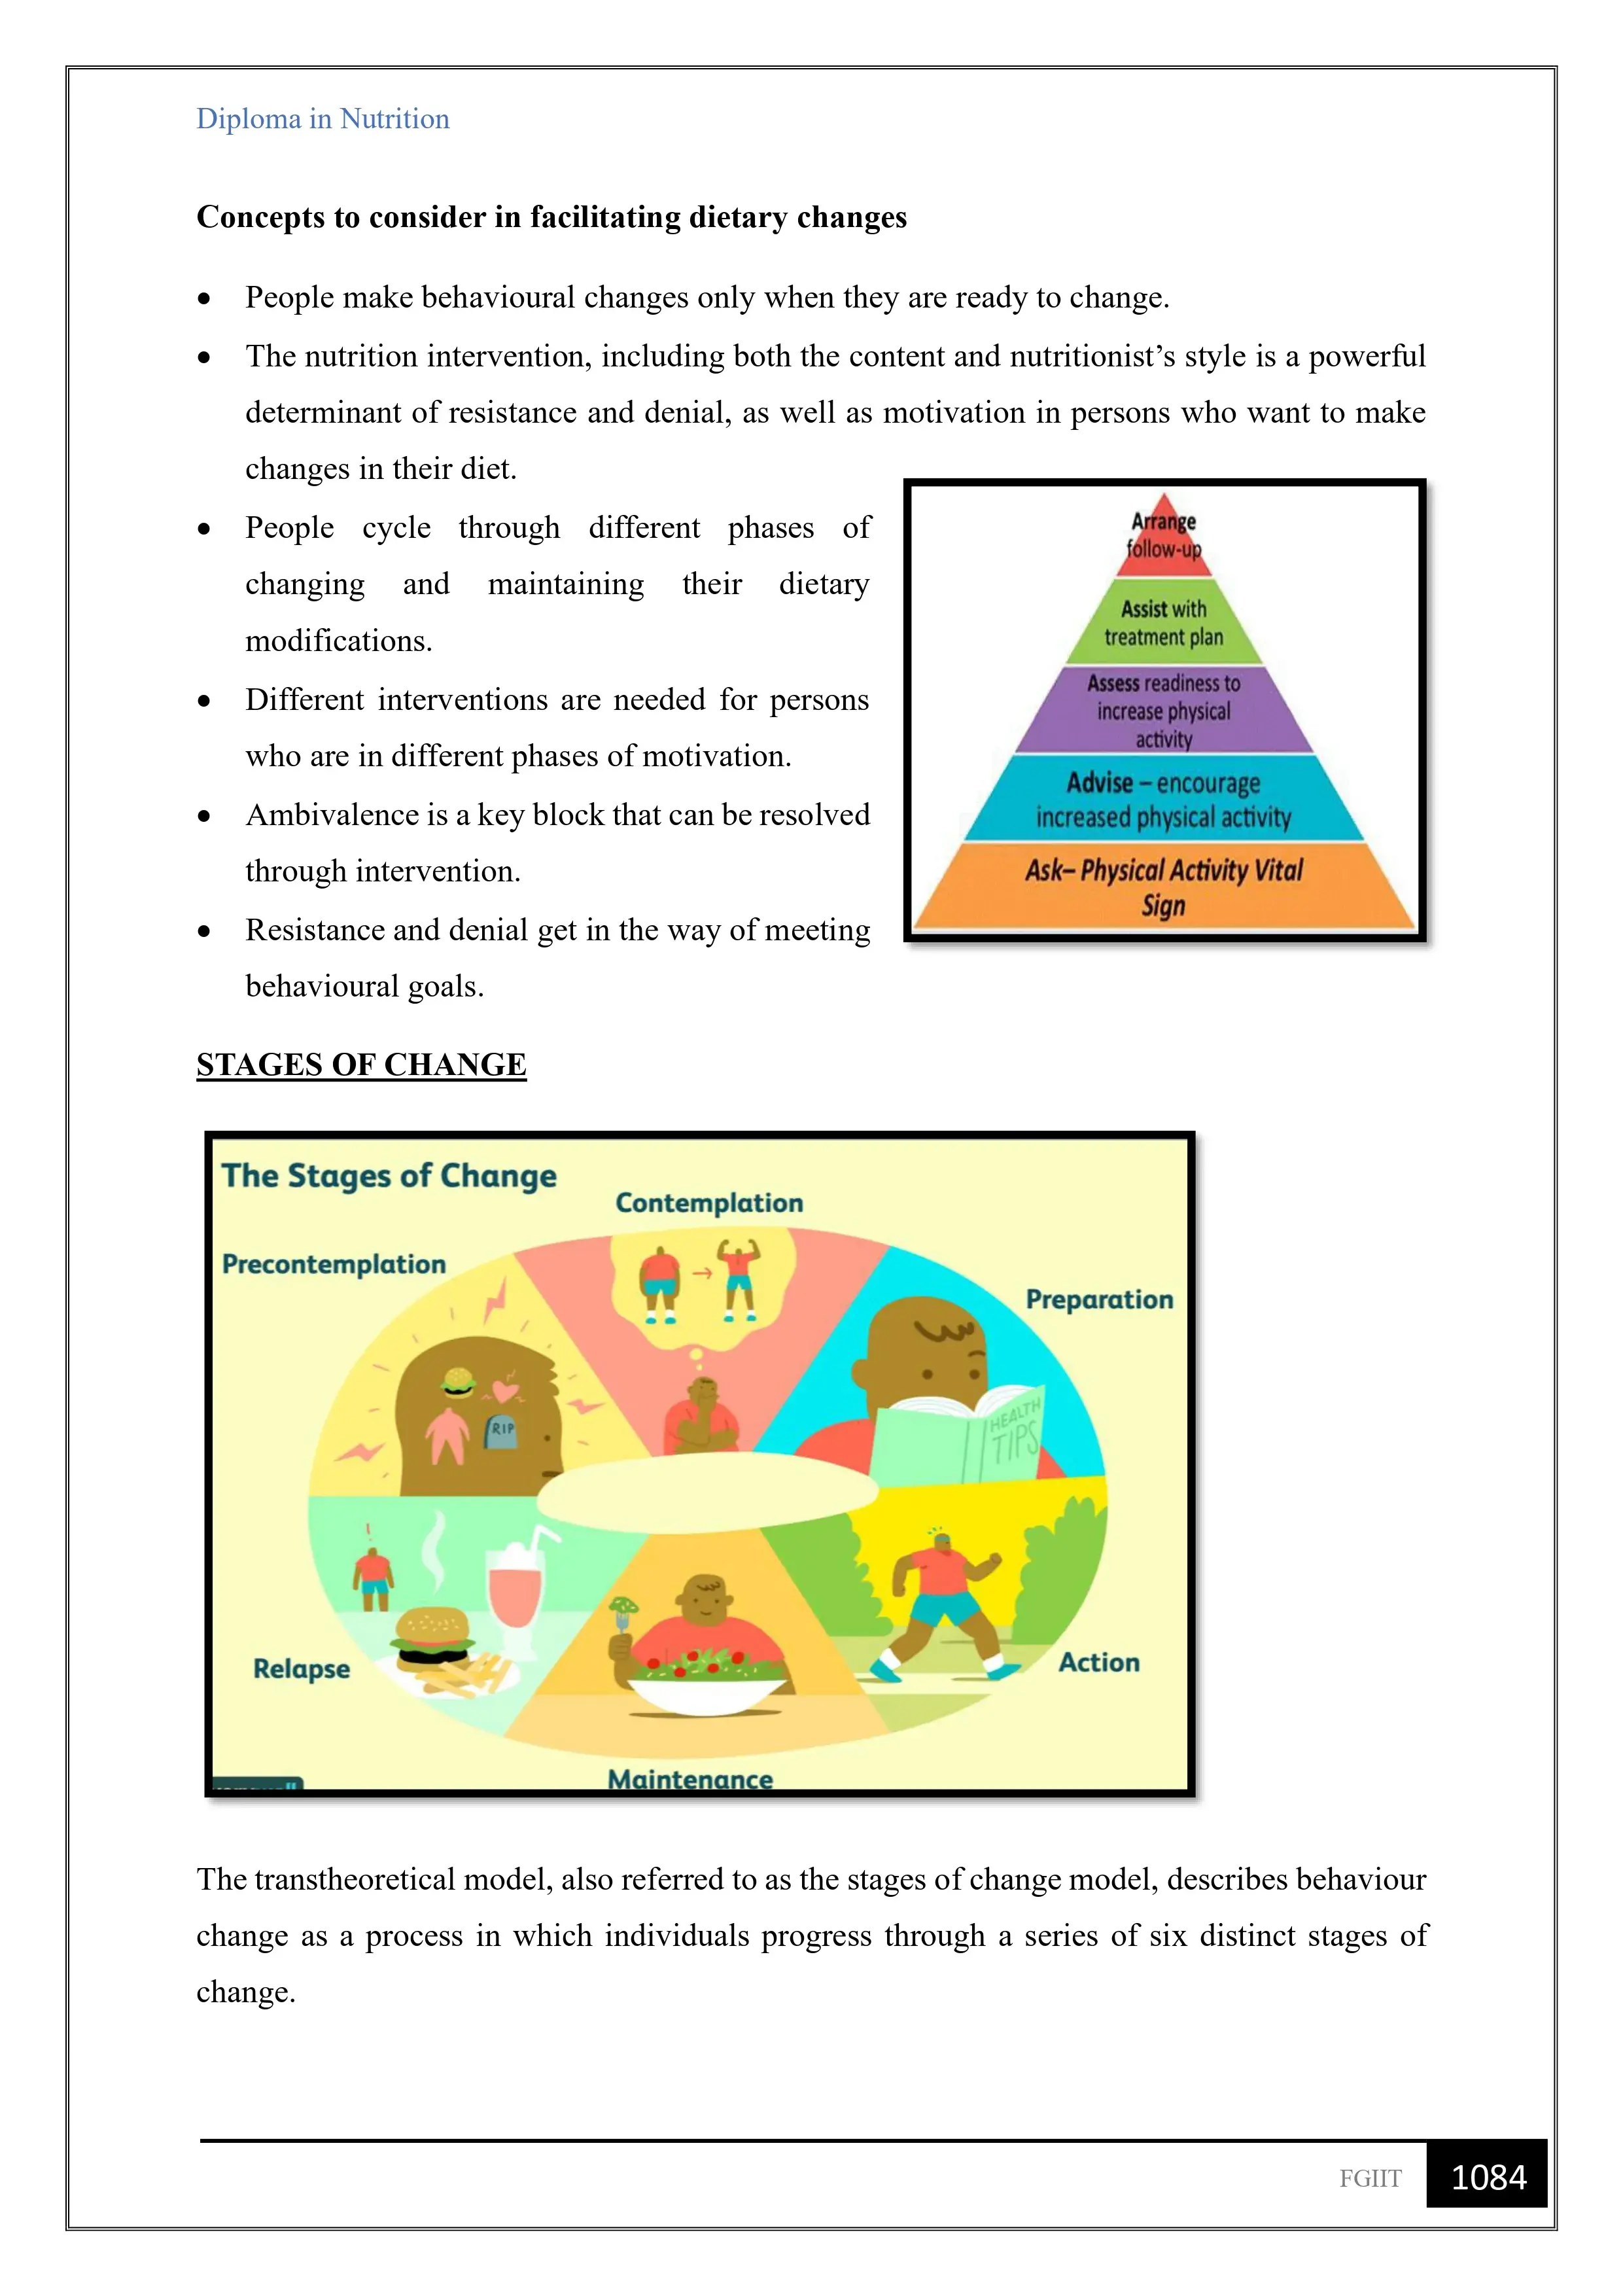 Diploma in Nutrition
Concepts to consider in facilitating dietary changes
• People make behavioural changes only when they are ready to change.
• The nutrition intervention, including both the content and nutritionist’s style is a powerful
determinant of resistance and denial, as well as motivation in persons who want to make
changes in their diet.
• People cycle through different phases of
changing and maintaining their dietary
modifications.
• Different interventions are needed for persons
who are in different phases of motivation.
• Ambivalence is a key block that can be resolved
through intervention.
• Resistance and denial get in the way of meeting
behavioural goals.
Arrange
follow-up
Assist with
treatment plan
Assess readiness to
increase physical
activity
Advise – encourage
increased physical activity
Ask– Physical Activity Vital
Sign
STAGES OF CHANGE
The Stages of Change
Contemplation
Precontemplation
Preparation
RIP
HEALTH
TIPS
Relapse
Action
Maintenance
The transtheoretical model, also referred to as the stages of change model, describes behaviour
change as a process in which individuals progress through a series of six distinct stages of
change.
FGIIT 1084